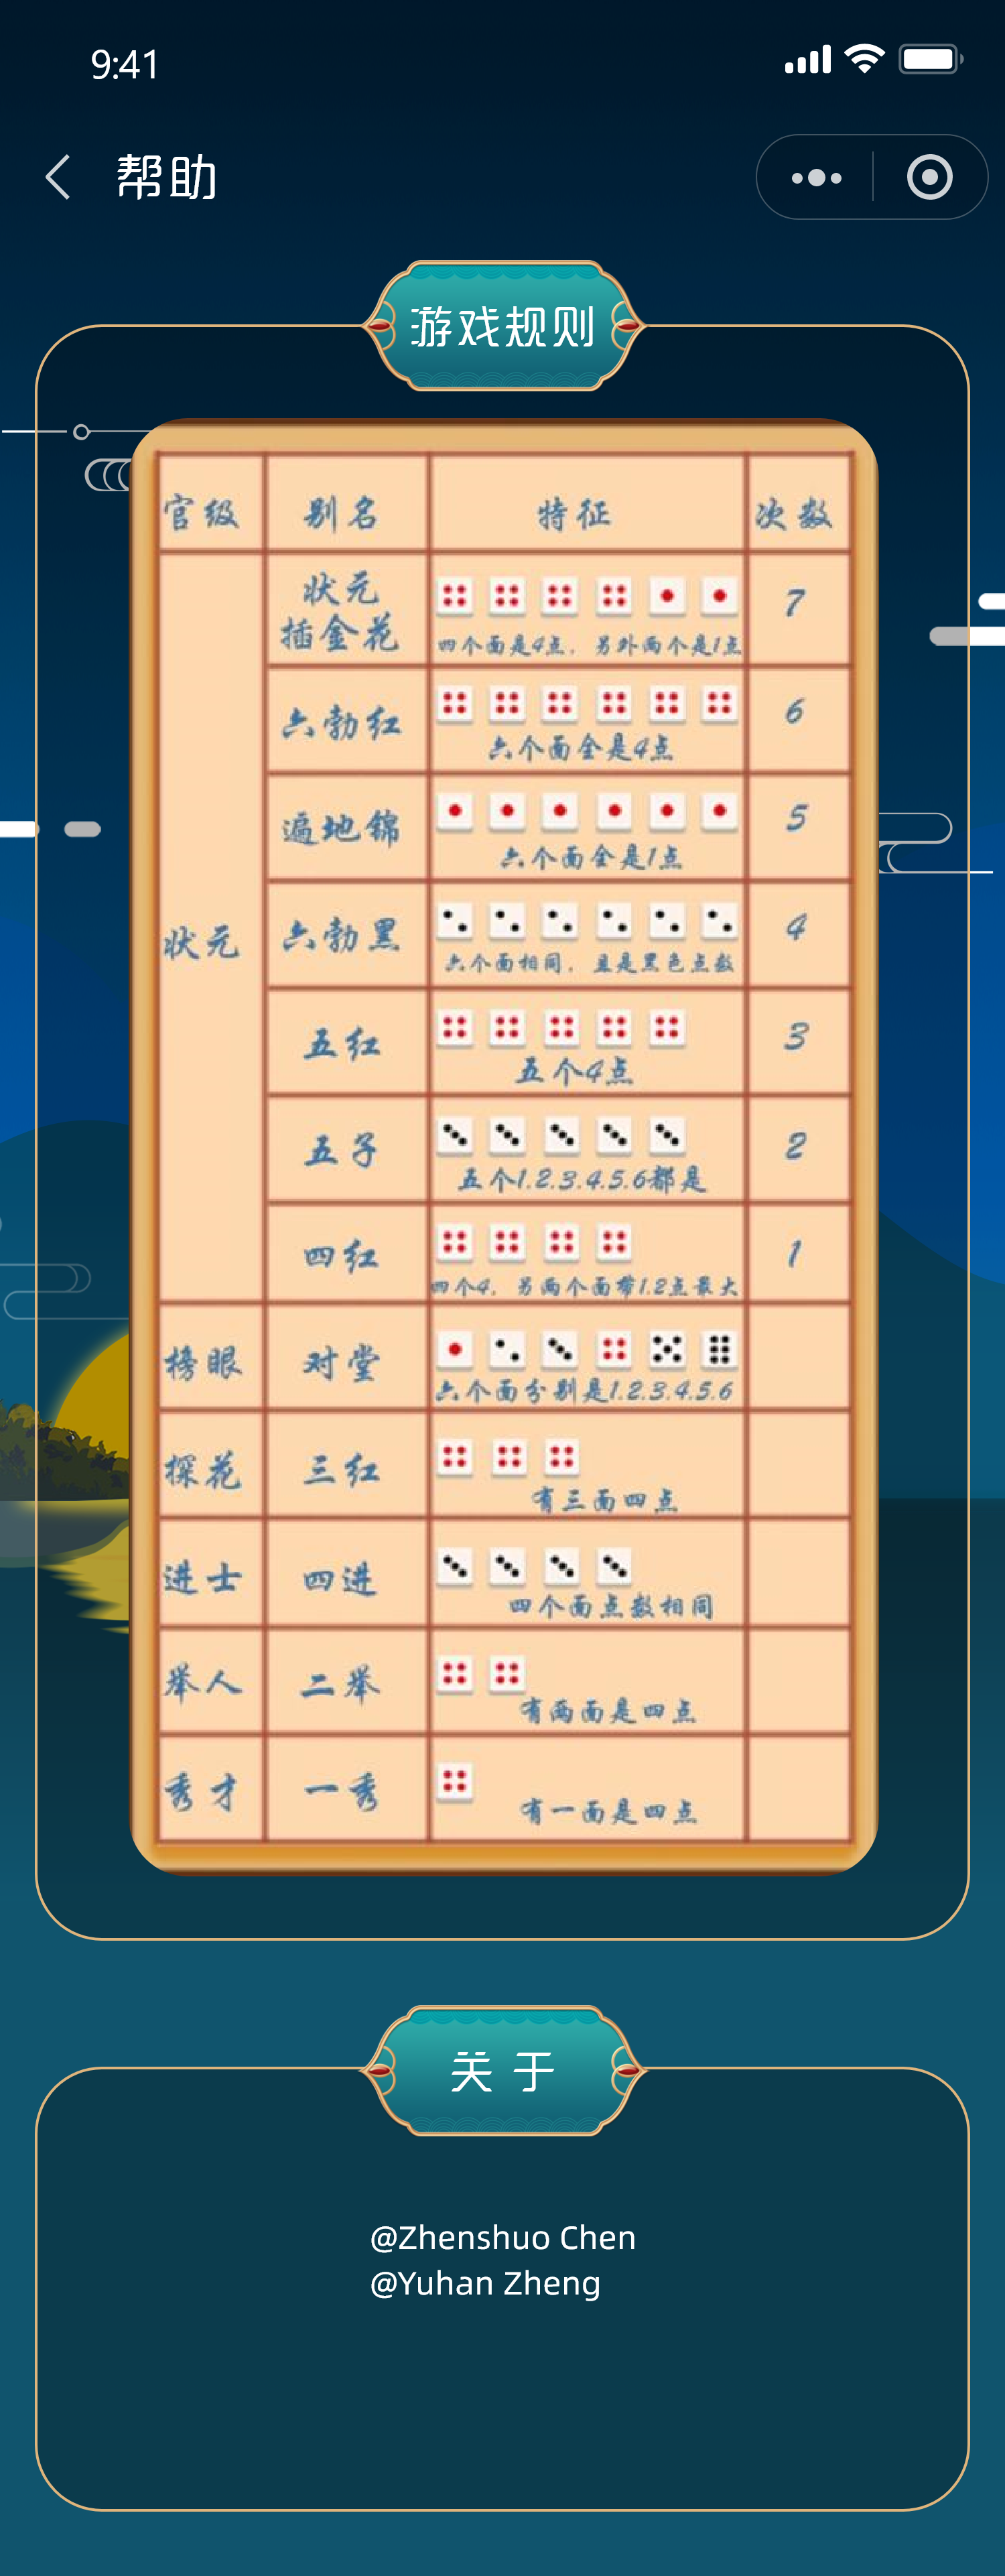 9:41
帮助
游戏规则
官级 别名 特征 次数
状元
插金花
四个面是4点，另外两个是1点
7
六勃红
六个面全是4点
6
遍地锦
六个面全是1点
5
状元
六勃黑
六个面相同，且是黑色点数
4
五红
五个4点
3
五子
五个1.2.3.4.5.6都是
2
四红
四个4，另两个面带1.2点最大
1
榜眼 对堂
六个面分别是1.2.3.4.5.6
探花 三红
有三面四点
进士 四进
四个面点数相同
举人 二举
有两面是四点
秀才 一秀
有一面是四点
关于
@Zhenshuo Chen
@Yuhan Zheng